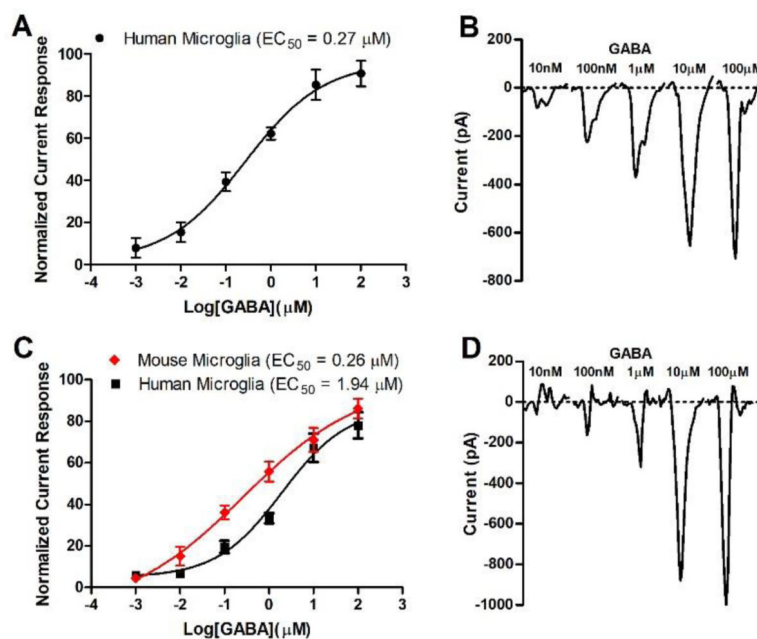 A
Human Microglia (EC50 = 0.27 μM)
100
80
60
40
20
0
Normalized Current Response
-4 -3 -2 -1 0 1 2 3
Log[GABA](μM)
B
GABA
10nM 100nM 1μM 10μM 100μM
200
0
-200
-400
-600
-800
Current (pA)
C
Mouse Microglia (EC50 = 0.26 μM)
Human Microglia (EC50 = 1.94 μM)
100
80
60
40
20
0
Normalized Current Response
-4 -3 -2 -1 0 1 2 3
Log[GABA](μM)
D
GABA
10nM 100nM 1μM 10μM 100μM
200
0
-200
-400
-600
-800
-1000
Current (pA)